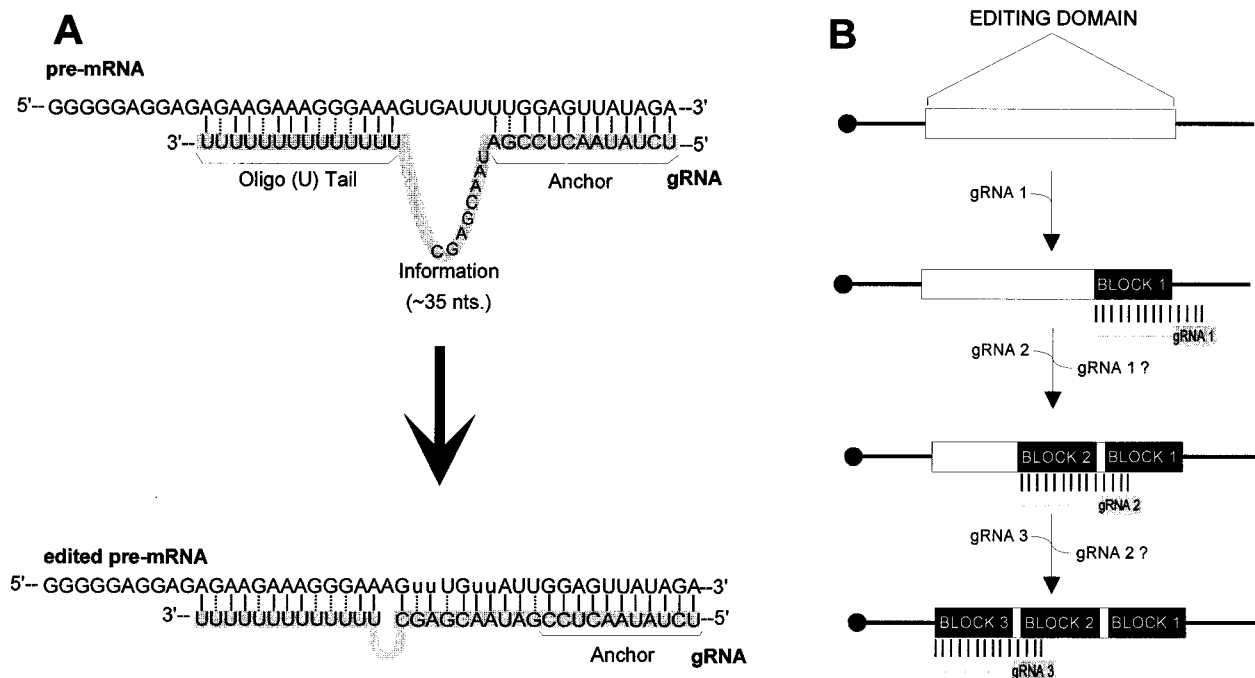 A
pre-mRNA
5'-- GGGGGAGGAGAGAAGAAAGGGAAAGUGAUUUUGGAGUUAUAGA--3'
3'-- UUUUUUUUUUUUUU AGCCUCAAUAUCU--5'
Oligo (U) Tail
UAACGAGC
Anchor
gRNA
Information
(~35 nts.)
edited pre-mRNA
5'-- GGGGGAGGAGAGAAGAAAGGGAAAGuuUGuuAUUGGAGUUAUAGA--3'
3'-- UUUUUUUUUUUUU CGAGCAAUAGCCUCAAUAUCU--5'
Anchor
gRNA
B
EDITING DOMAIN
gRNA 1
BLOCK 1
gRNA 1
gRNA 2
gRNA 1 ?
BLOCK 2 BLOCK 1
gRNA 2
gRNA 3
gRNA 2 ?
BLOCK 3 BLOCK 2 BLOCK 1
gRNA 3